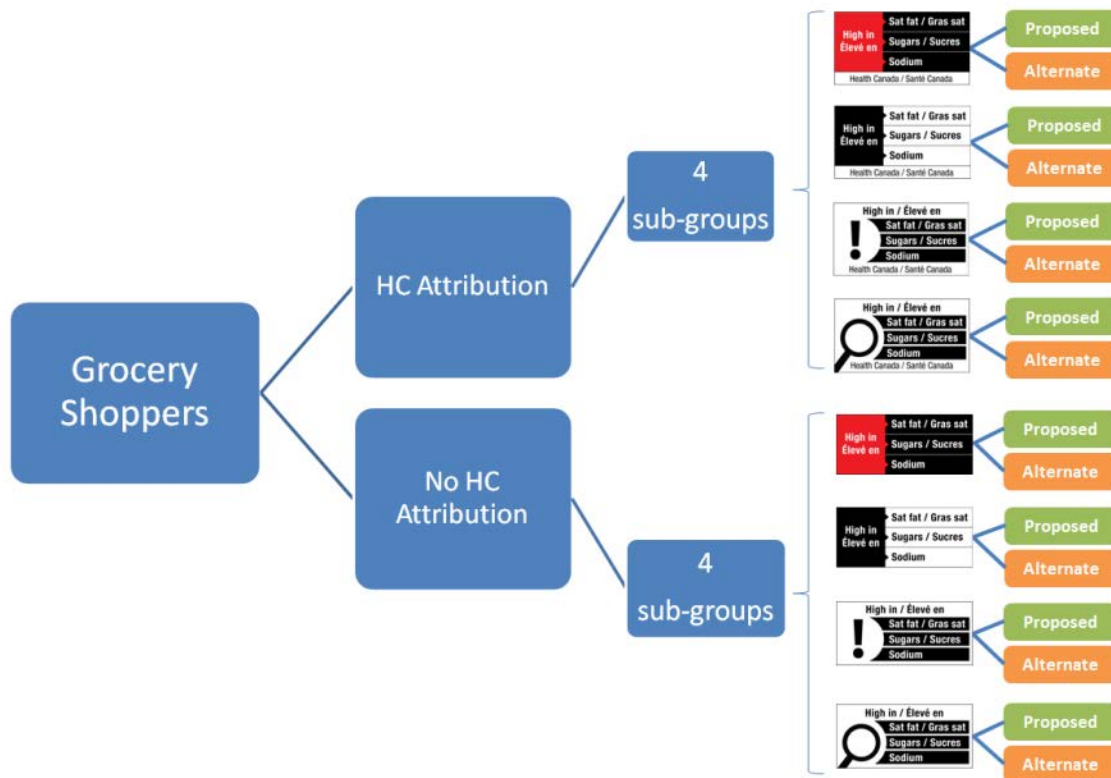 Grocery
Shoppers
HC Attribution
No HC
Attribution
4
sub-groups
4
sub-groups
High in
Élevé en
Sat fat / Gras sat
Sugars / Sucres
Sodium
Health Canada / Santé Canada
Proposed
Alternate
High in
Élevé en
Sat fat / Gras sat
Sugars / Sucres
Sodium
Health Canada / Santé Canada
Proposed
Alternate
High in / Élevé en
!
Sat fat / Gras sat
Sugars / Sucres
Sodium
Health Canada / Santé Canada
Proposed
Alternate
High in / Élevé en
Sat fat / Gras sat
Sugars / Sucres
Sodium
Health Canada / Santé Canada
Proposed
Alternate
High in
Élevé en
Sat fat / Gras sat
Sugars / Sucres
Sodium
Proposed
Alternate
High in
Élevé en
Sat fat / Gras sat
Sugars / Sucres
Sodium
Proposed
Alternate
High in / Élevé en
!
Sat fat / Gras sat
Sugars / Sucres
Sodium
Proposed
Alternate
High in / Élevé en
Sat fat / Gras sat
Sugars / Sucres
Sodium
Proposed
Alternate